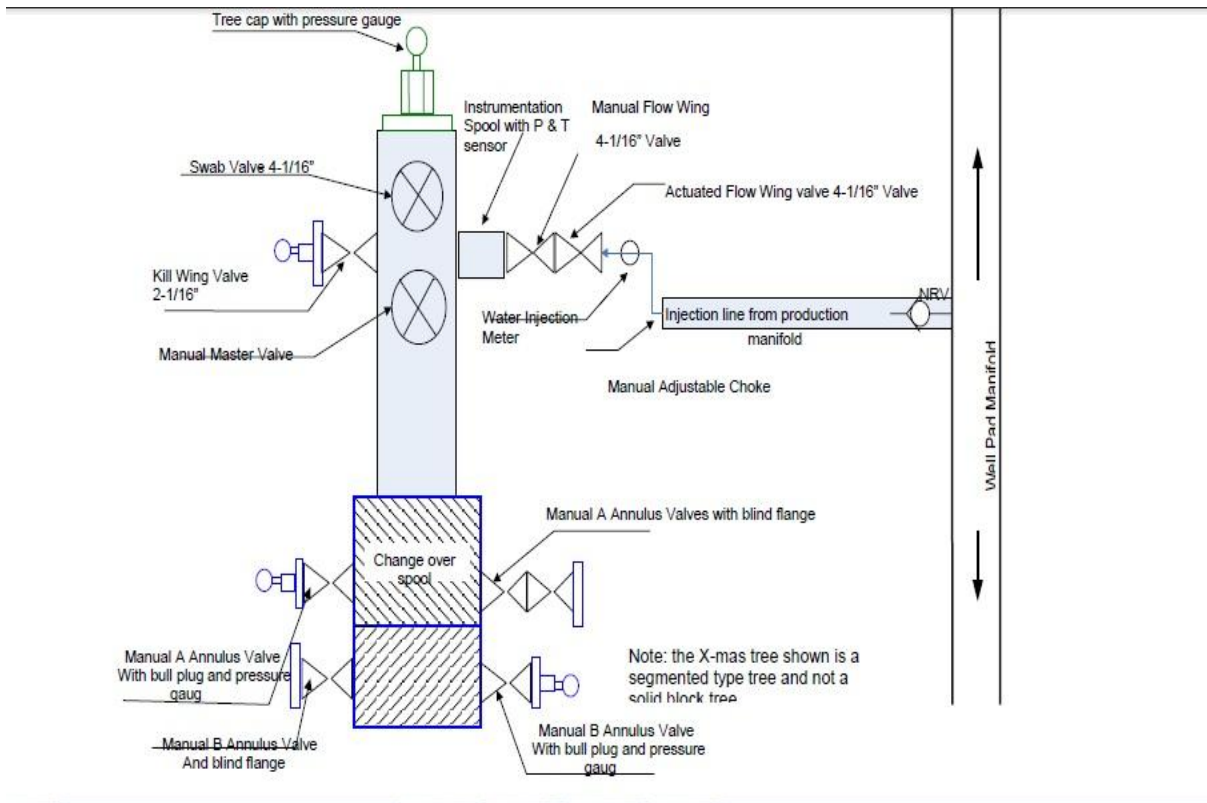 Tree cap with pressure gauge
Instrumentation
Spool with P & T
sensor
Manual Flow Wing
4-1/16" Valve
Swab Valve 4-1/16"
Actuated Flow Wing valve 4-1/16" Valve
Kill Wing Valve
2-1/16"
NRV
Water Injection
Meter
Injection line from production
manifold
Manual Master Valve
Manual Adjustable Choke
Well Pad Manifold
Manual A Annulus Valves with blind flange
Change over
spool
Manual A Annulus Valve
With bull plug and pressure
gaug
Note: the X-mas tree shown is a
segmented type tree and not a
solid block tree
Manual B Annulus Valve
And blind flange
Manual B Annulus Valve
With bull plug and pressure
gaug